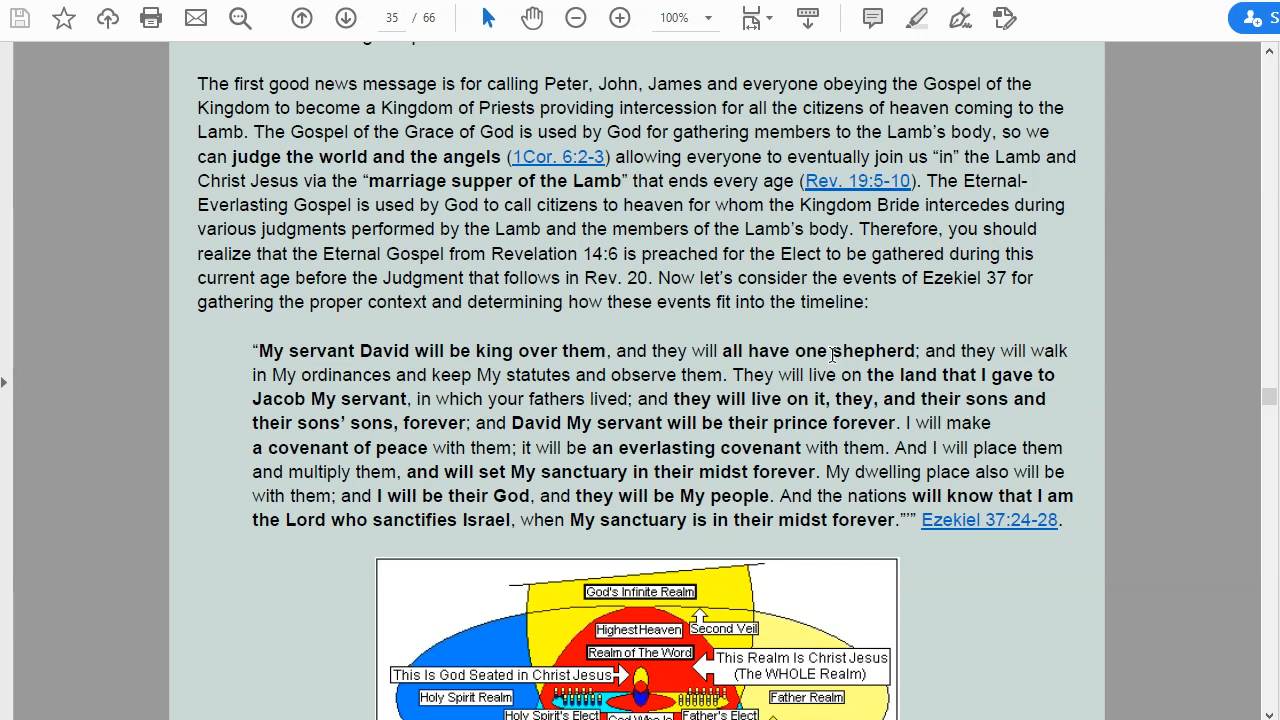 35 / 66
100%
S
The first good news message is for calling Peter, John, James and everyone obeying the Gospel of the
Kingdom to become a Kingdom of Priests providing intercession for all the citizens of heaven coming to the
Lamb. The Gospel of the Grace of God is used by God for gathering members to the Lamb's body, so we
can judge the world and the angels (1Cor. 6:2-3) allowing everyone to eventually join us “in” the Lamb and
Christ Jesus via the “marriage supper of the Lamb” that ends every age (Rev. 19:5-10). The Eternal-
Everlasting Gospel is used by God to call citizens to heaven for whom the Kingdom Bride intercedes during
various judgments performed by the Lamb and the members of the Lamb's body. Therefore, you should
realize that the Eternal Gospel from Revelation 14:6 is preached for the Elect to be gathered during this
current age before the Judgment that follows in Rev. 20. Now let's consider the events of Ezekiel 37 for
gathering the proper context and determining how these events fit into the timeline:
“My servant David will be king over them, and they will all have one shepherd; and they will walk
in My ordinances and keep My statutes and observe them. They will live on the land that I gave to
Jacob My servant, in which your fathers lived; and they will live on it, they, and their sons and
their sons’ sons, forever; and David My servant will be their prince forever. I will make
a covenant of peace with them; it will be an everlasting covenant with them. And I will place them
and multiply them, and will set My sanctuary in their midst forever. My dwelling place also will be
with them; and I will be their God, and they will be My people. And the nations will know that I am
the Lord who sanctifies Israel, when My sanctuary is in their midst forever.”’” Ezekiel 37:24-28.
God's Infinite Realm
Highest Heaven
Second Veil
Realm of The Word
This Realm Is Christ Jesus
(The WHOLE Realm)
This Is God Seated in Christ Jesus
Holy Spirit Realm
Father Realm
Holy Spirit's Elect
God Who Is
Father's Elect